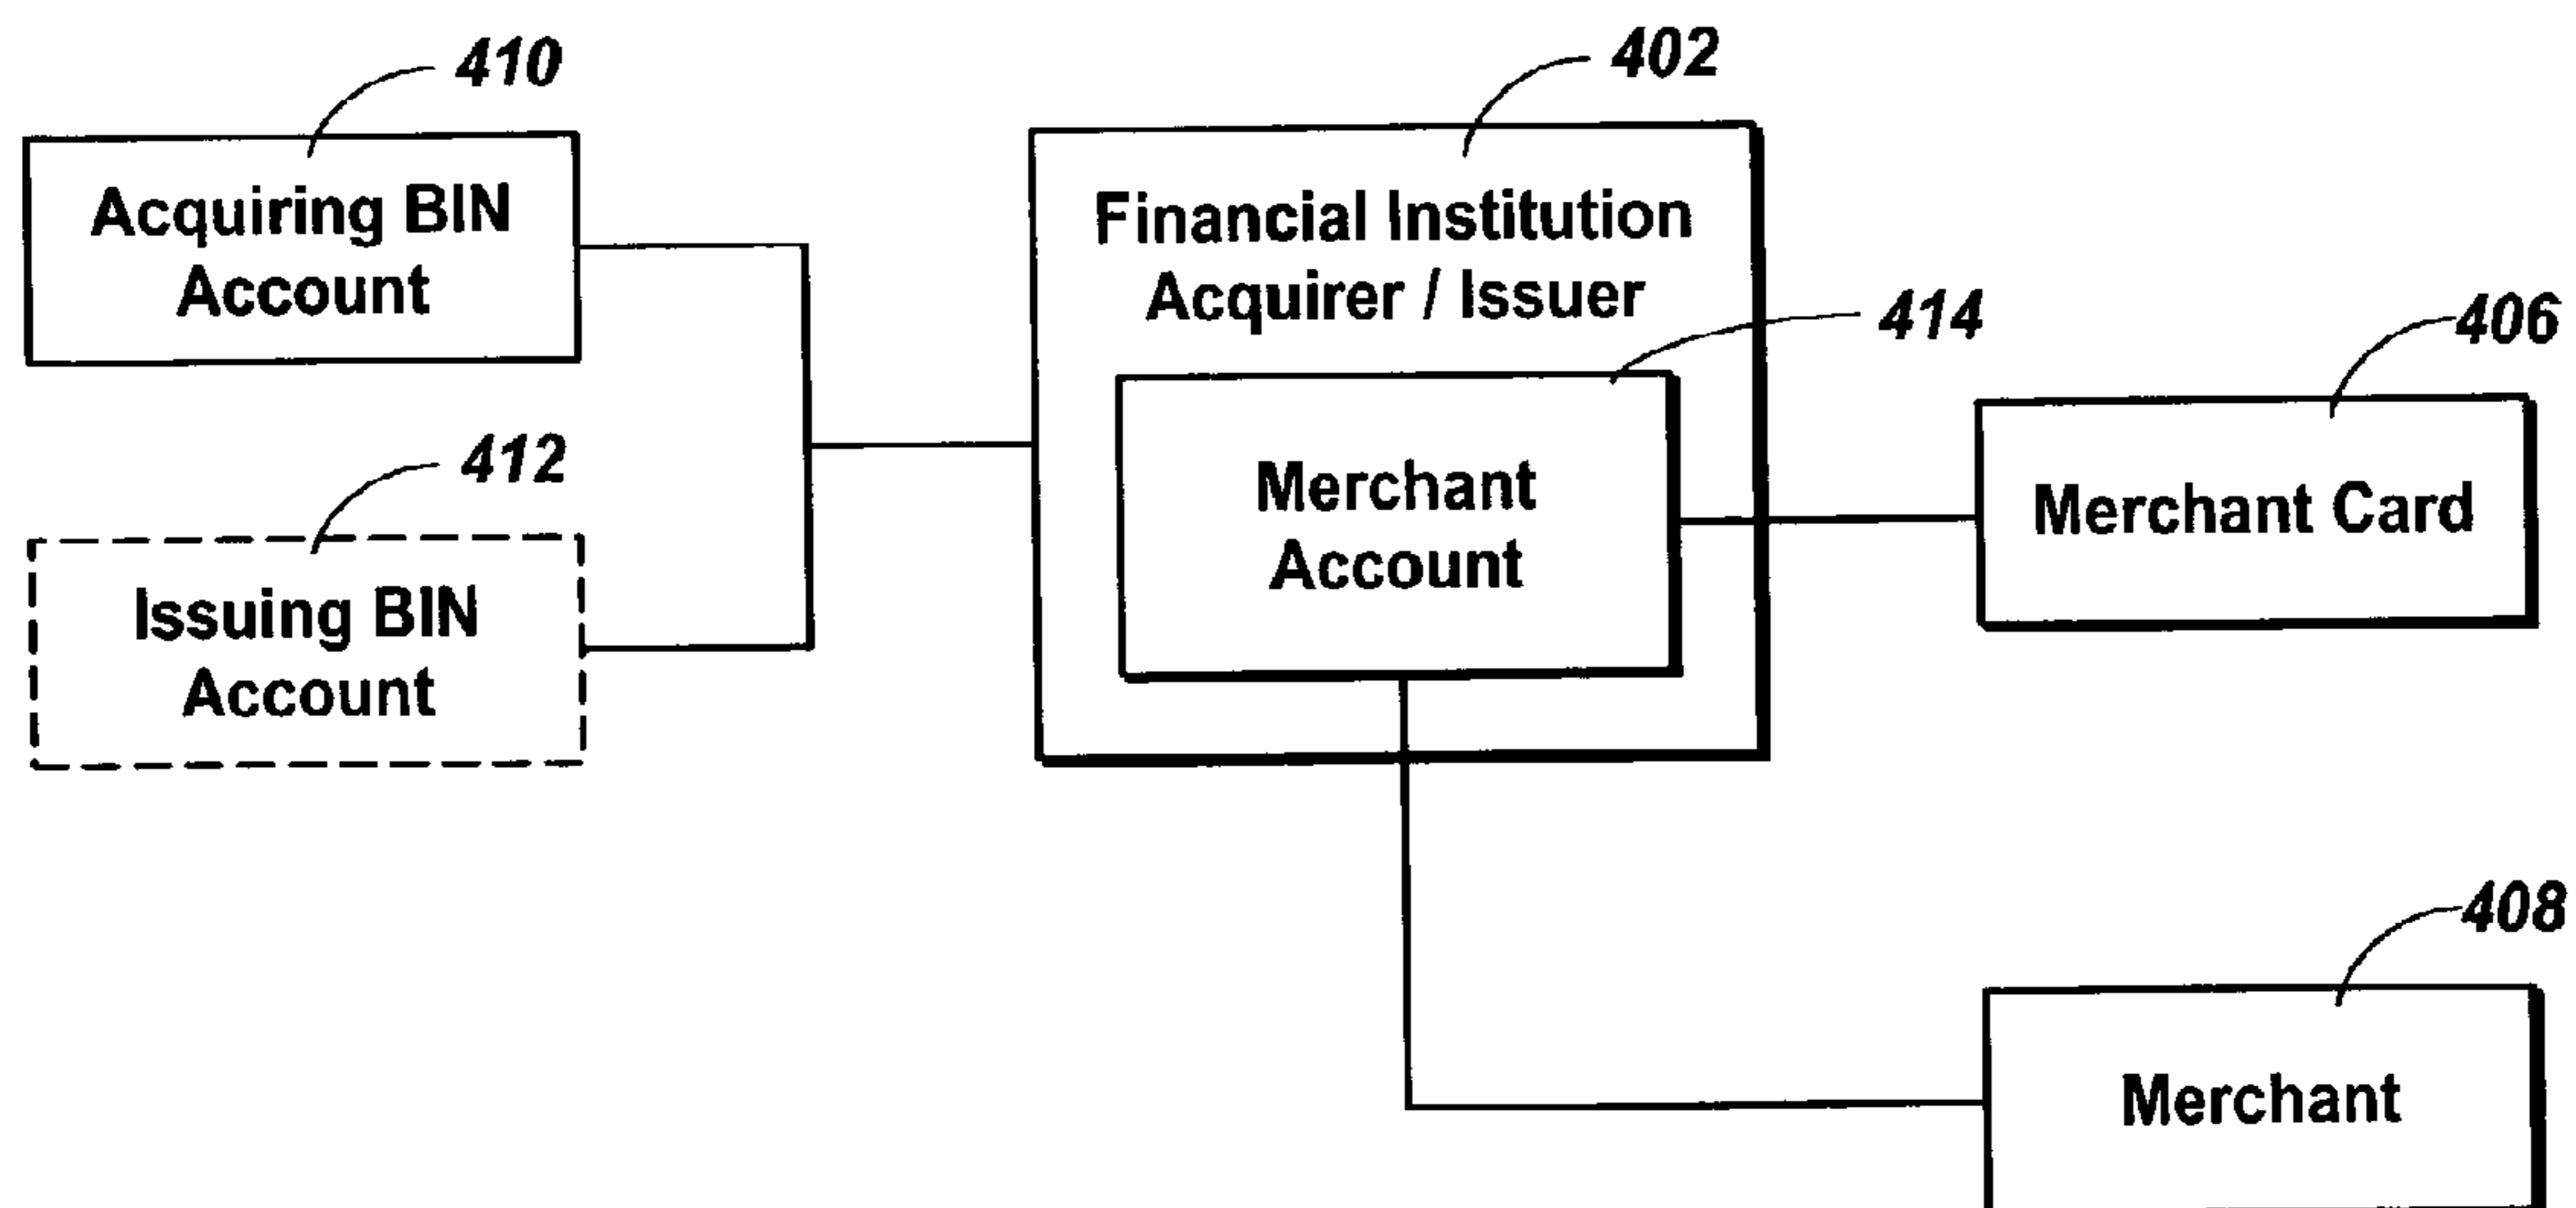 410
402
Acquiring BIN
Account
Financial Institution
Acquirer / Issuer
414
406
412
Merchant
Account
Merchant Card
Issuing BIN
Account
408
Merchant